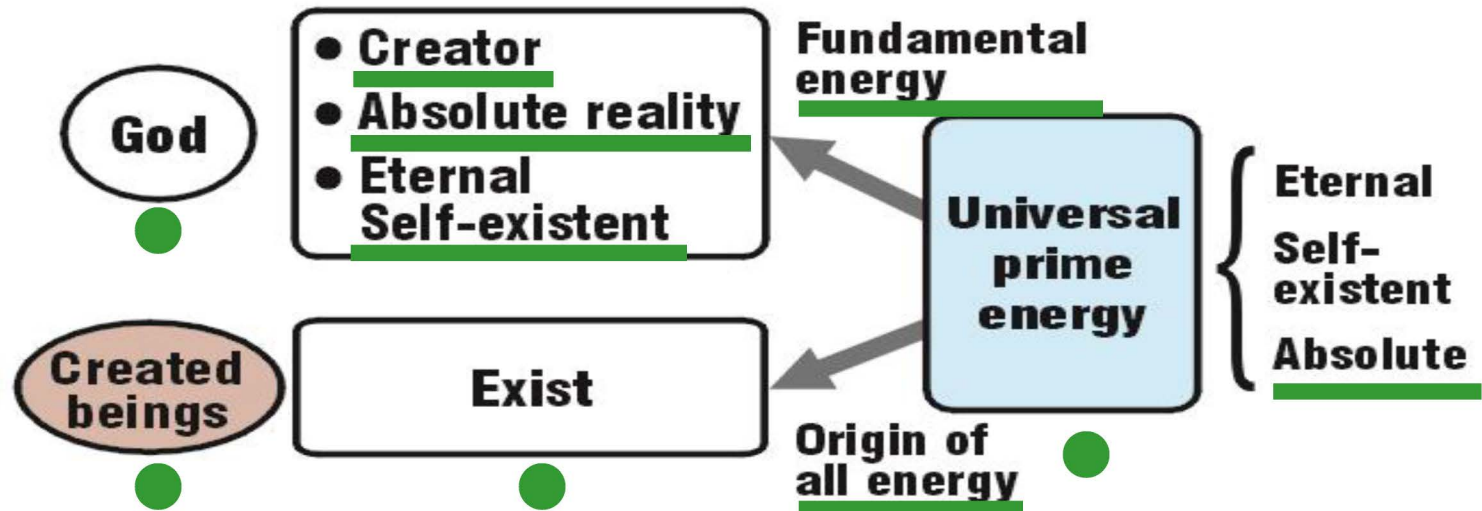 God
• Creator
• Absolute reality
• Eternal
Self-existent
Fundamental
energy
Universal
prime
energy
Eternal
Self-
existent
Absolute
Created
beings
Exist
Origin of
all energy